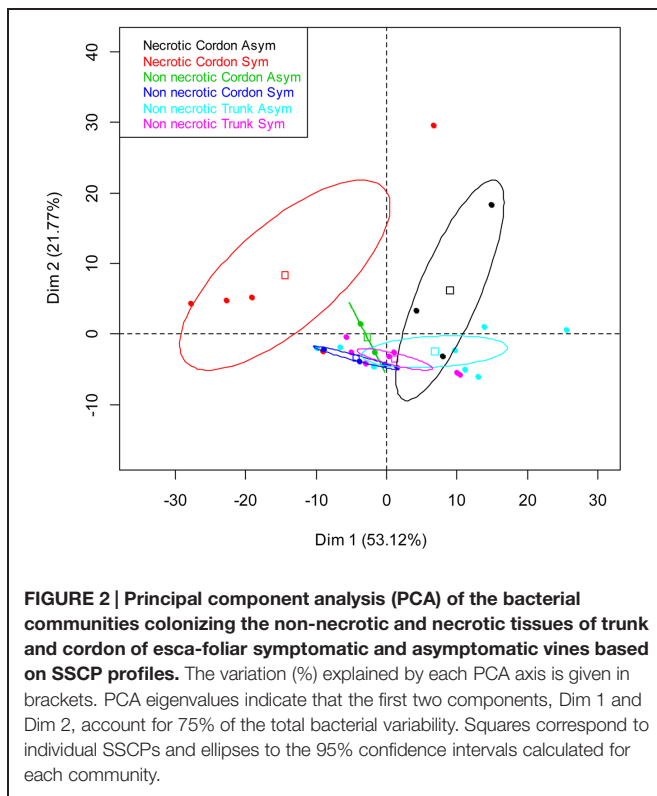 Necrotic Cordon Asym
Necrotic Cordon Sym
Non necrotic Cordon Asym
Non necrotic Cordon Sym
Non necrotic Trunk Asym
Non necrotic Trunk Sym
40
30
20
10
0
-10
Dim 2 (21.77%)
-30
-20
-10
0
10
20
30
Dim 1 (53.12%)
FIGURE 2 | Principal component analysis (PCA) of the bacterial
communities colonizing the non-necrotic and necrotic tissues of trunk
and cordon of esca-foliar symptomatic and asymptomatic vines based
on SSCP profiles. The variation (%) explained by each PCA axis is given in
brackets. PCA eigenvalues indicate that the first two components, Dim 1 and
Dim 2, account for 75% of the total bacterial variability. Squares correspond to
individual SSCPs and ellipses to the 95% confidence intervals calculated for
each community.